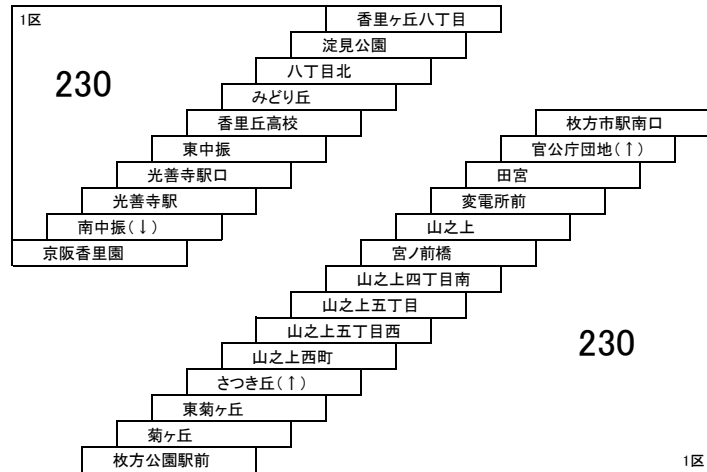 1区
230
香里ヶ丘八丁目
淀見公園
八丁目北
みどり丘
香里丘高校
東中振
光善寺駅口
光善寺駅
南中振(↓)
京阪香里園
枚方市駅南口
官公庁団地(↑)
田宮
変電所前
山之上
宮ノ前橋
山之上四丁目南
山之上五丁目
山之上五丁目西
山之上西町
さつき丘(↑)
東菊ヶ丘
菊ヶ丘
枚方公園駅前
230
1区